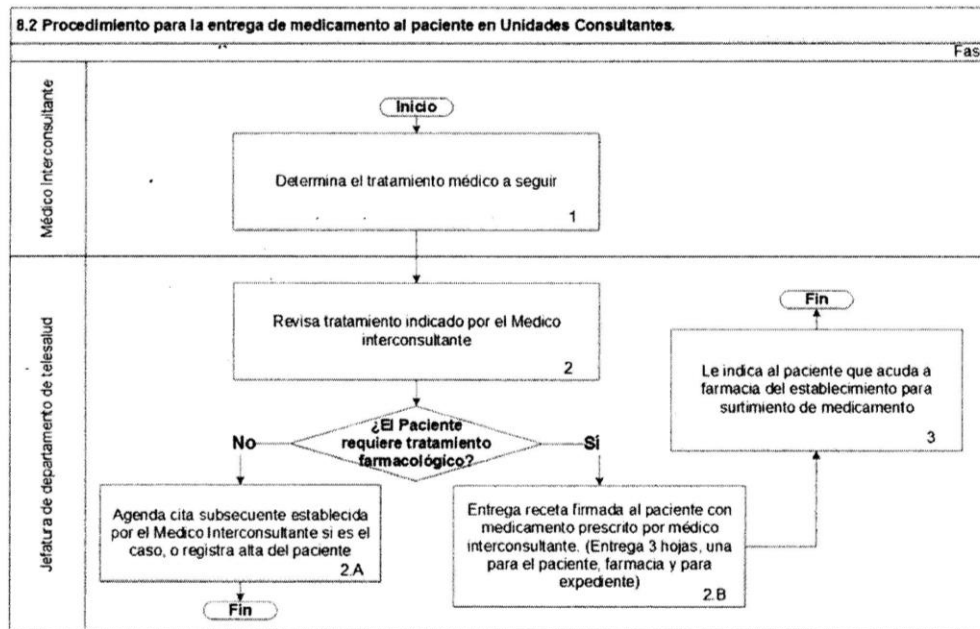 8.2 Procedimiento para la entrega de medicamento al paciente en Unidades Consultantes.
Fas
Médico Interconsultante
Inicio
Determina el tratamiento médico a seguir
1
Jefatura de departamento de telesalud
Revisa tratamiento indicado por el Medico
interconsultante
2
¿El Paciente
requiere tratamiento
farmacológico?
No
Sí
Agenda cita subsecuente establecida
por el Medico Interconsultante si es el
caso, o registra alta del paciente
2.A
Fin
Entrega receta firmada al paciente con
medicamento prescrito por médico
interconsultante. (Entrega 3 hojas, una
para el paciente, farmacia y para
expediente)
2.B
Le indica al paciente que acuda a
farmacia del establecimiento para
surtimiento de medicamento
3
Fin